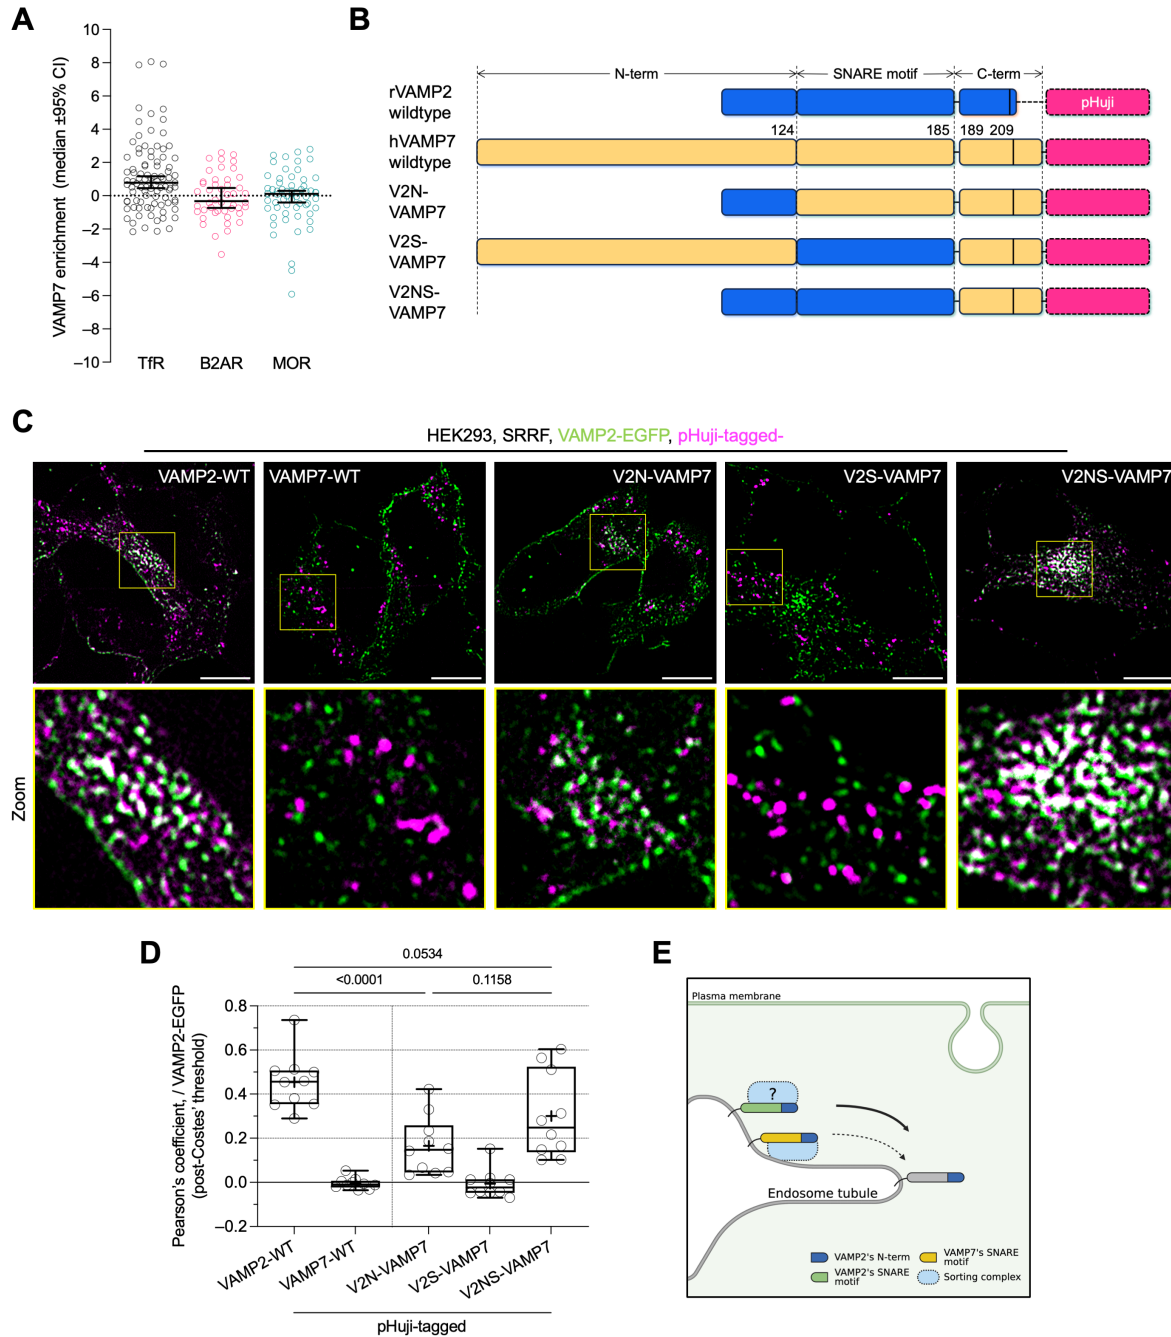 A
VAMP7 enrichment (median ±95% CI)
10
8
6
4
2
0
−2
−4
−6
−8
−10
TfR
B2AR
MOR
B
N-term
SNARE motif
C-term
rVAMP2
wildtype
pHuji
124
185
189
209
hVAMP7
wildtype
V2N-
VAMP7
V2S-
VAMP7
V2NS-
VAMP7
C
HEK293, SRRF, VAMP2-EGFP, pHuji-tagged-
VAMP2-WT
VAMP7-WT
V2N-VAMP7
V2S-VAMP7
V2NS-VAMP7
Zoom
D
0.0534
<0.0001
0.1158
Pearson's coefficient, / VAMP2-EGFP
(post-Costes' threshold)
0.8
0.6
0.4
0.2
0.0
−0.2
VAMP2-WT
VAMP7-WT
V2N-VAMP7
V2S-VAMP7
V2NS-VAMP7
pHuji-tagged
E
Plasma membrane
?
Endosome tubule
VAMP2's N-term
VAMP2's SNARE
motif
VAMP7's SNARE
motif
Sorting complex